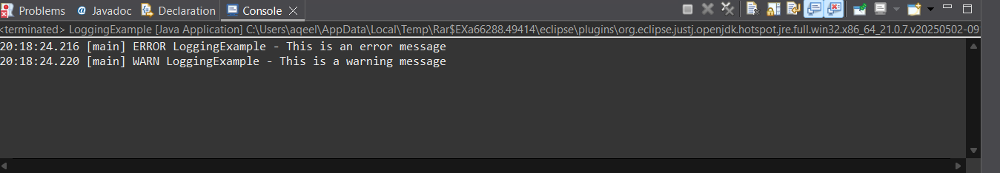 Problems @ Javadoc Declaration Console
<terminated> LoggingExample [Java Application] C:\Users\aqeel\AppData\Local\Temp\Rar$EXa66288.49414\eclipse\plugins\org.eclipse.justj.openjdk.hotspot.jre.full.win32.x86_64_21.0.7.v20250502-09
20:18:24.216 [main] ERROR LoggingExample - This is an error message
20:18:24.220 [main] WARN LoggingExample - This is a warning message